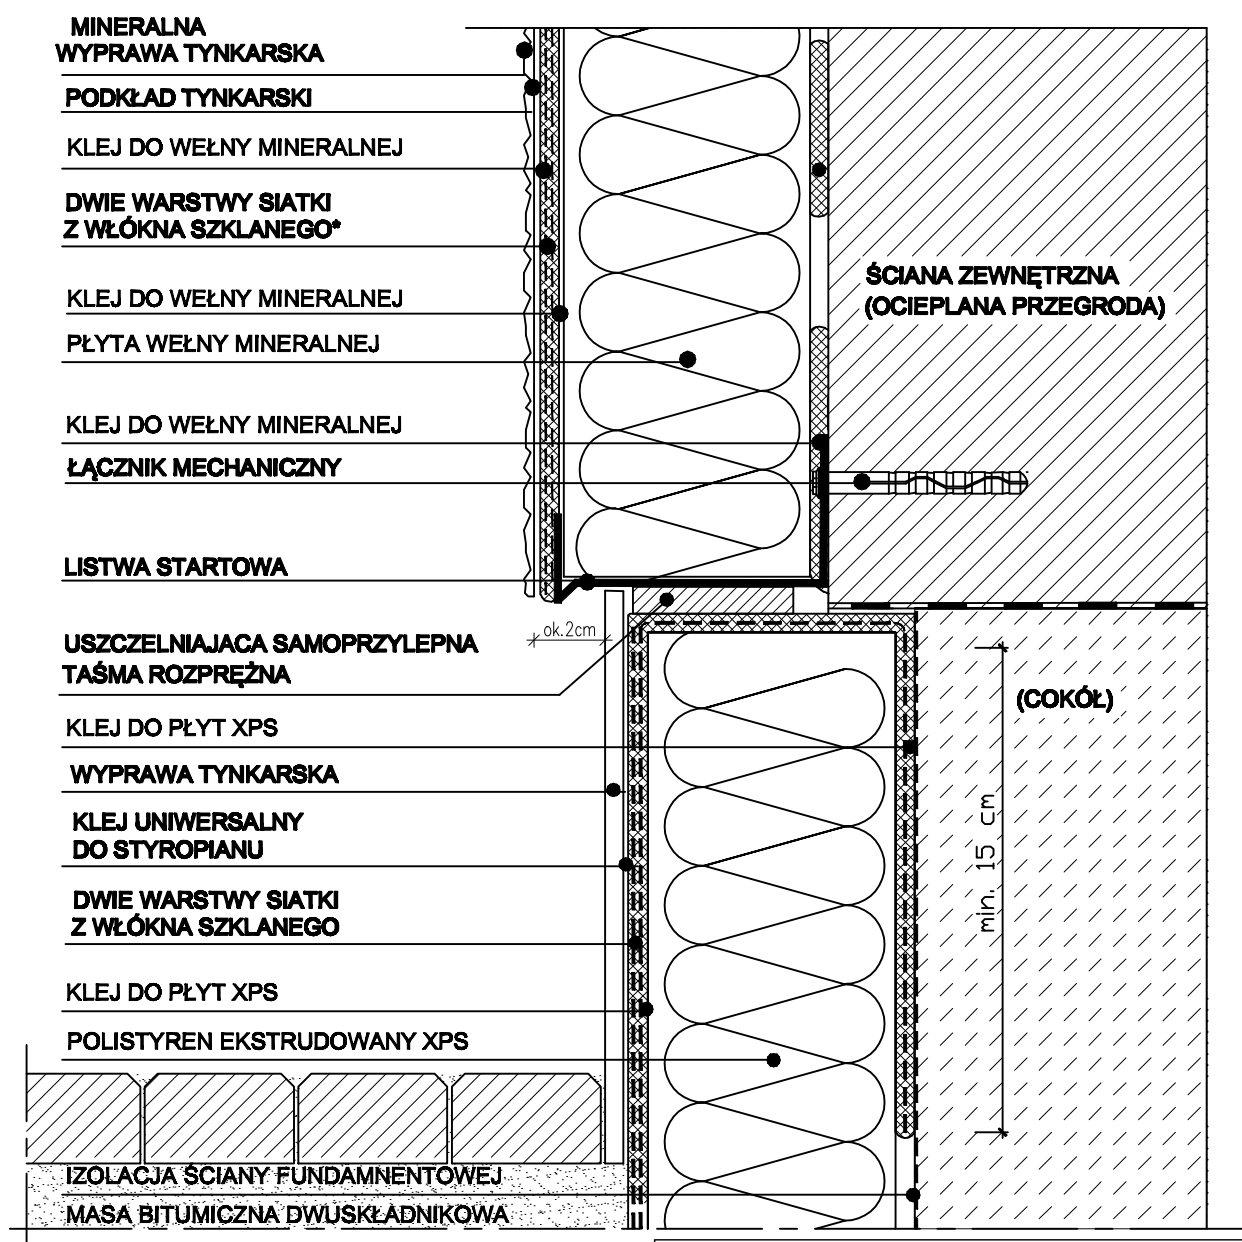 MINERALNA
WYPRAWA TYNKARSKA
PODKŁAD TYNKARSKI
KLEJ DO WEŁNY MINERALNEJ
DWIE WARSTWY SIATKI
Z WŁÓKNA SZKLANEGO*
KLEJ DO WEŁNY MINERALNEJ
PŁYTA WEŁNY MINERALNEJ
KLEJ DO WEŁNY MINERALNEJ
ŁĄCZNIK MECHANICZNY
LISTWA STARTOWA
USZCZELNIAJACA SAMOPRZYLEPNA
TAŚMA ROZPRĘŻNA
KLEJ DO PŁYT XPS
WYPRAWA TYNKARSKA
KLEJ UNIWERSALNY
DO STYROPIANU
DWIE WARSTWY SIATKI
Z WŁÓKNA SZKLANEGO
KLEJ DO PŁYT XPS
POLISTYREN EKSTRUDOWANY XPS
IZOLACJA ŚCIANY FUNDAMNENTOWEJ
MASA BITUMICZNA DWUSKŁADNIKOWA
ok.2cm
ŚCIANA ZEWNĘTRZNA
(OCIEPLANA PRZEGRODA)
(COKÓŁ)
min. 15 cm